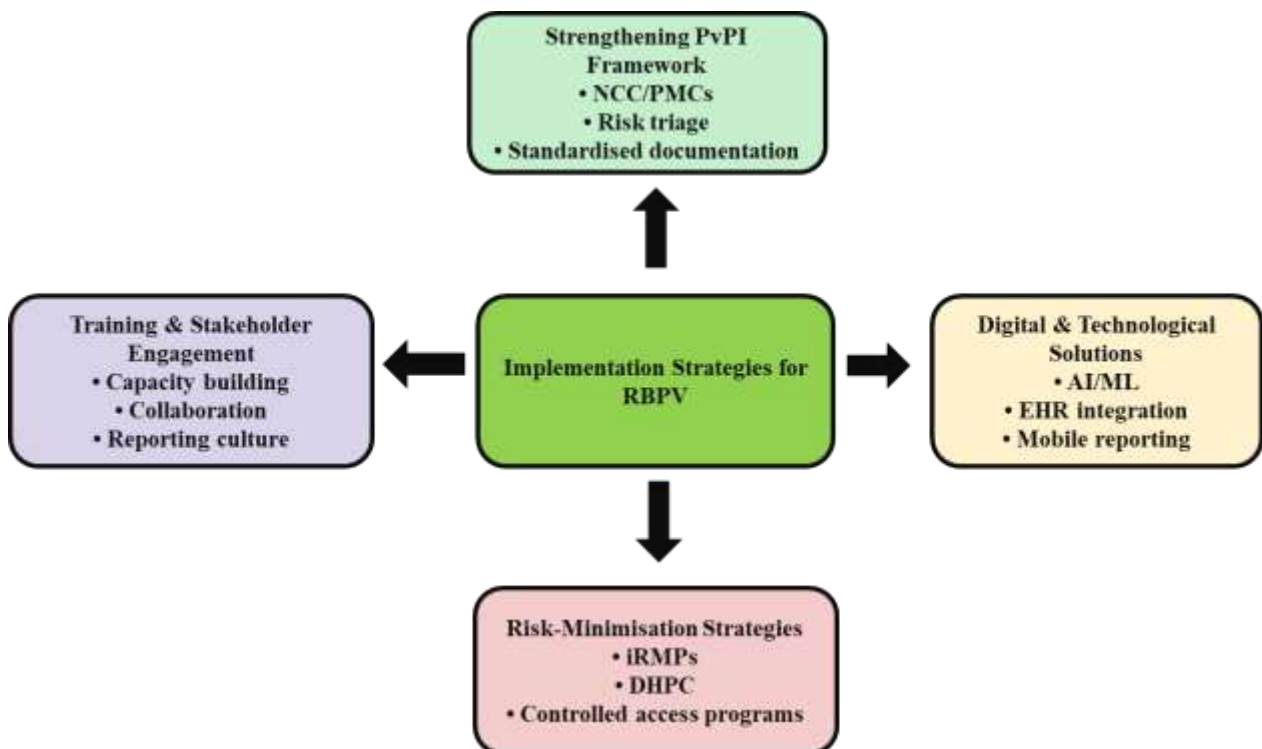 Strengthening PvPI
Framework
• NCC/PMCs
• Risk triage
• Standardised documentation
Training & Stakeholder
Engagement
• Capacity building
• Collaboration
• Reporting culture
Implementation Strategies for
RBPV
Digital & Technological
Solutions
• AI/ML
• EHR integration
• Mobile reporting
Risk-Minimisation Strategies
• iRMPs
• DHPC
• Controlled access programs